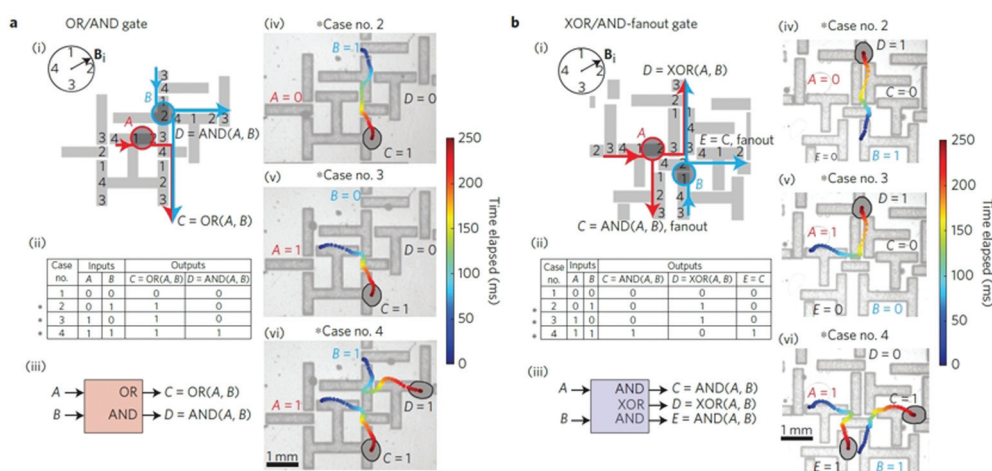 a OR/AND gate
(i)
1
4 2
3
Bi
3
4
1
B
2
4 1 2 3
A
3 4 1 2 3
D = AND(A, B)
2
1
3
4
1
2
3
C = OR(A, B)
(ii)
Case no. Inputs Outputs
A B C = OR(A, B) D = AND(A, B)
1 0 0 0 0
* 2 0 1 1 0
* 3 1 0 1 0
* 4 1 1 1 1
(iii)
A OR C = OR(A, B)
B AND D = AND(A, B)
(iv) *Case no. 2
B = 1
A = 0
D = 0
C = 1
(v) *Case no. 3
B = 0
A = 1
D = 0
C = 1
(vi) *Case no. 4
B = 1
A = 1
D = 1
C = 1
1 mm
250
200
150
100
50
0
Time elapsed (ms)
b XOR/AND-fanout gate
(i)
1
4 2
3
Bi
D = XOR(A, B)
A
E = C, fanout
2 3 4 1 2 3
B
C = AND(A, B), fanout
(ii)
Case no. Inputs Outputs
A B C = AND(A, B) D = XOR(A, B) E = C
1 0 0 0 0 0
* 2 0 1 0 1 0
* 3 1 0 0 1 0
* 4 1 1 1 0 1
(iii)
A AND C = AND(A, B)
XOR D = XOR(A, B)
B AND E = AND(A, B)
(iv) *Case no. 2
D = 1
A = 0
C = 0
E = 0
B = 1
(v) *Case no. 3
D = 1
A = 1
C = 0
E = 0
B = 0
(vi) *Case no. 4
D = 0
A = 1
C = 1
1 mm
E = 1
B = 1
250
200
150
100
50
0
Time elapsed (ms)